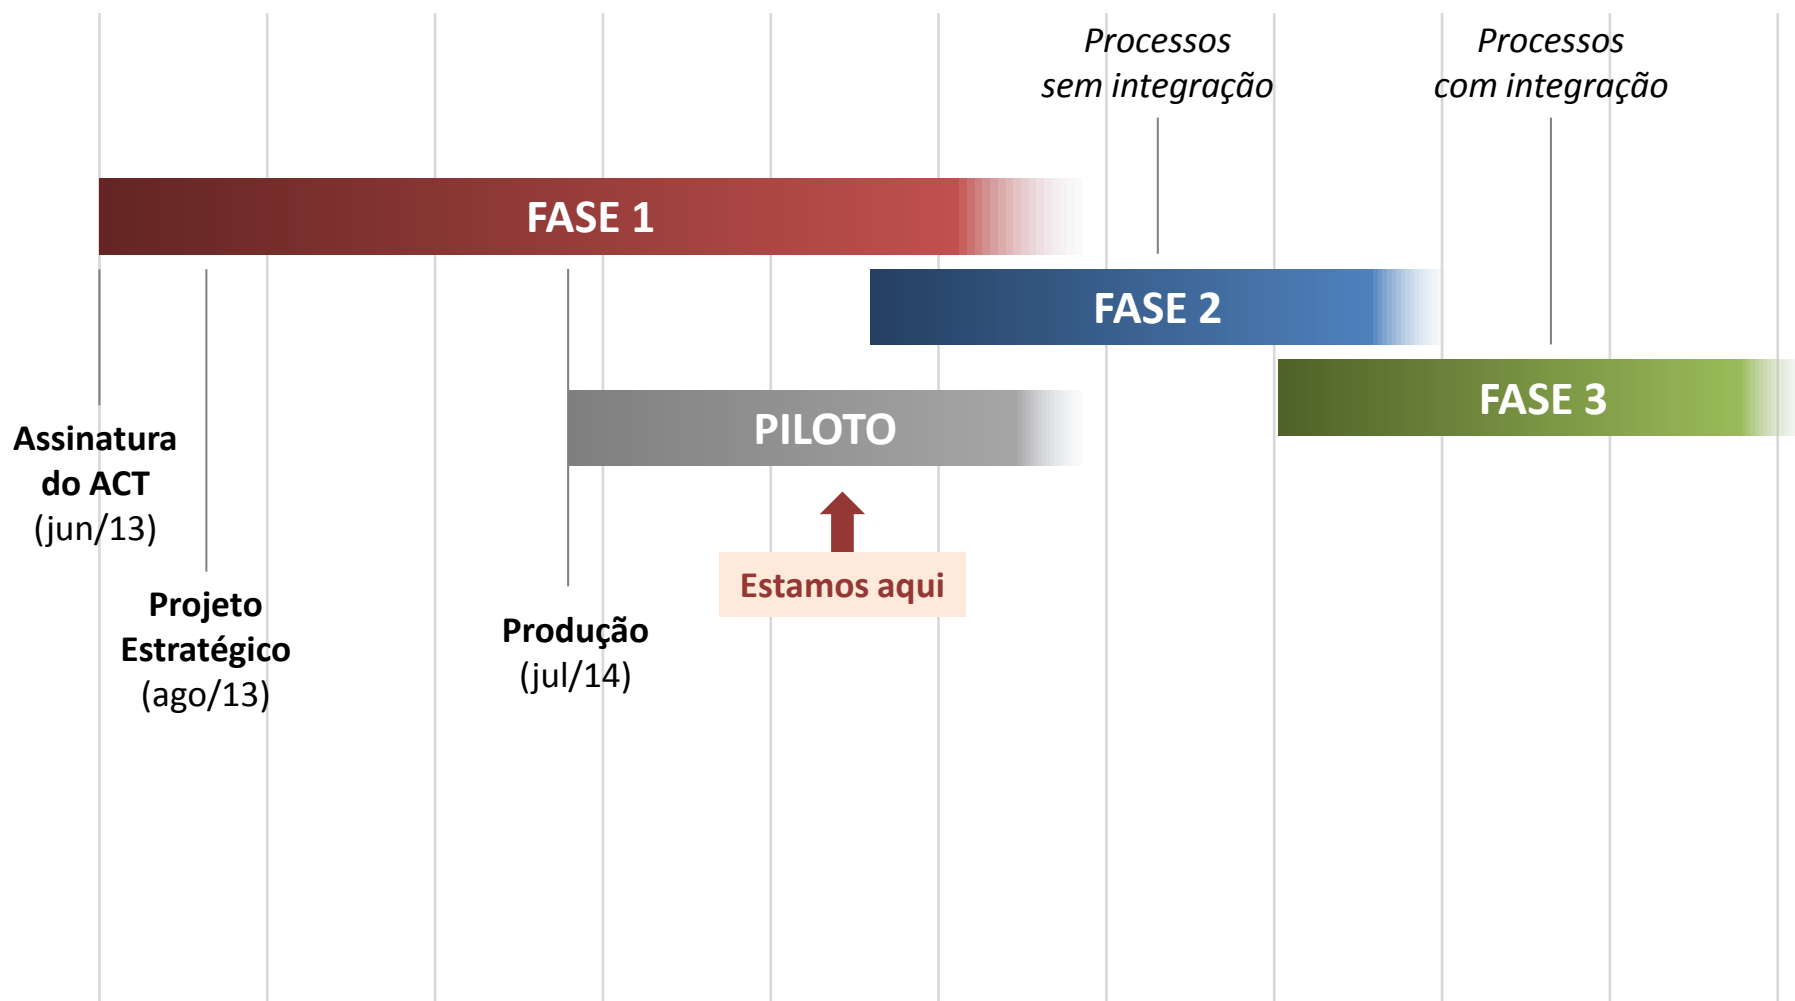 Processos
sem integração
Processos
com integração
FASE 1
FASE 2
FASE 3
PILOTO
Assinatura
do ACT
(jun/13)
Projeto
Estratégico
(ago/13)
Produção
(jul/14)
Estamos aqui